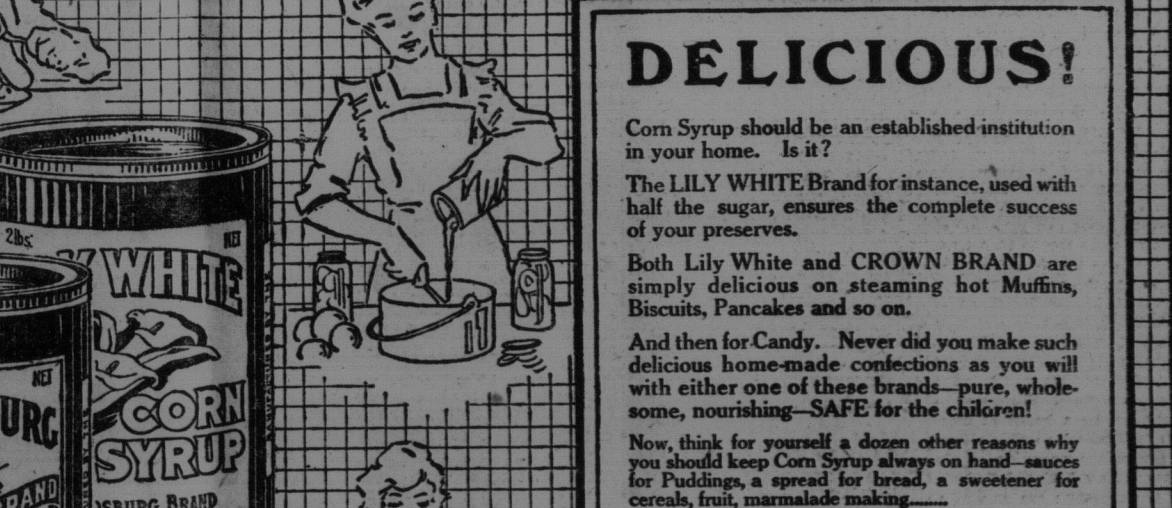 DELICIOUS!
Corn Syrup should be an established institution
in your home. Is it?
The LILY WHITE Brand for instance, used with
half the sugar, ensures the complete success
of your preserves.
Both Lily White and CROWN BRAND are
simply delicious on steaming hot Muffins,
Biscuits, Pancakes and so on.
And then for Candy. Never did you make such
delicious home-made confections as you will
with either one of these brands—pure, whole-
some, nourishing—SAFE for the children!
Now, think for yourself a dozen other reasons why
you should keep Corn Syrup always on hand—sauces
for Puddings, a spread for bread, a sweetener for
cereals, fruit, marmalade making........
2 lbs. NET
Y WHITE
CORN
SYRUP
DSBURG BRAND
NET
URG
BRAND